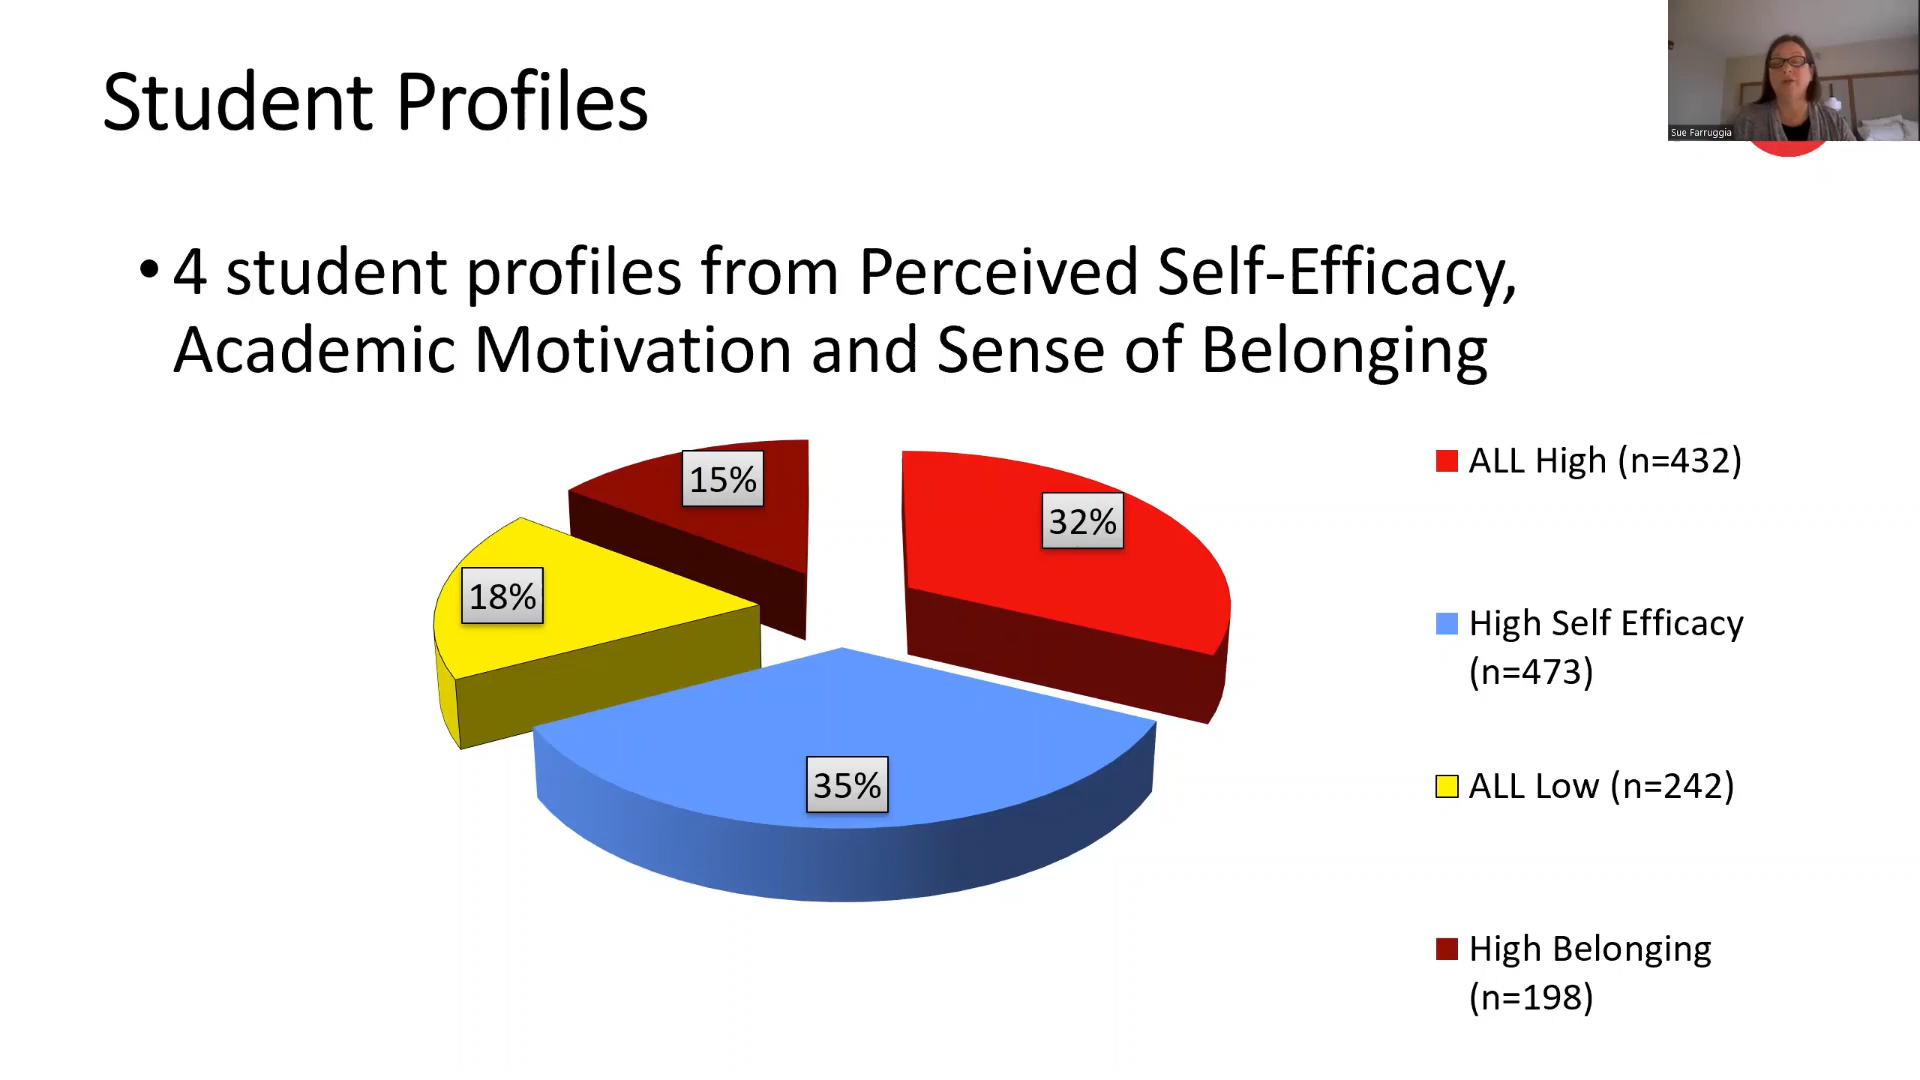 Student Profiles
Sue Farruggia
• 4 student profiles from Perceived Self-Efficacy,
Academic Motivation and Sense of Belonging
15%
32%
18%
35%
ALL High (n=432)
High Self Efficacy
(n=473)
ALL Low (n=242)
High Belonging
(n=198)